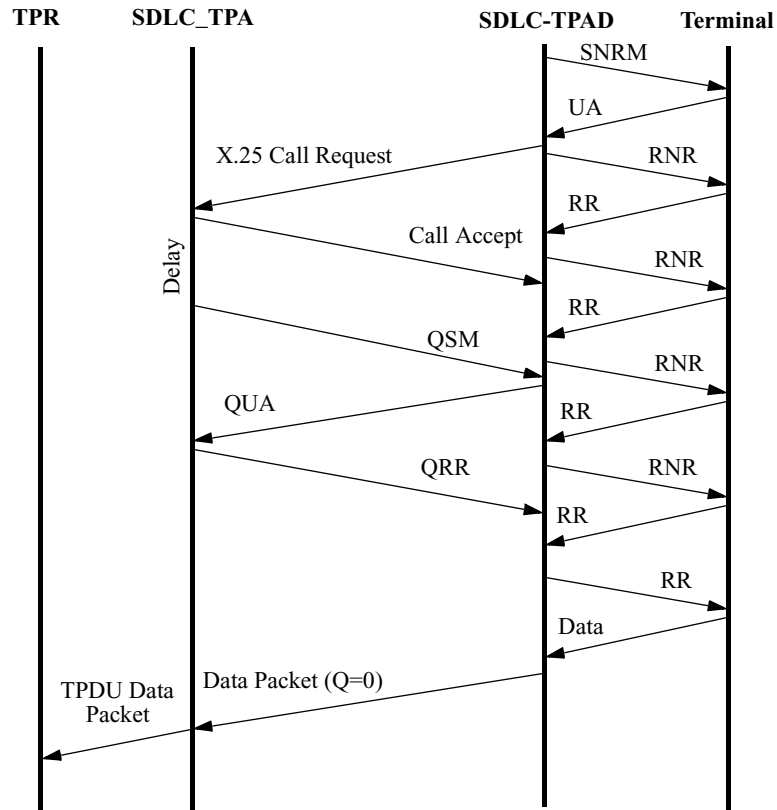 TPR SDLC_TPA SDLC-TPAD Terminal
SNRM
UA
X.25 Call Request
RNR
RR
Call Accept
Delay
RNR
RR
QSM
RNR
QUA
RR
QRR
RNR
RR
RR
Data
Data Packet (Q=0)
TPDU Data
Packet